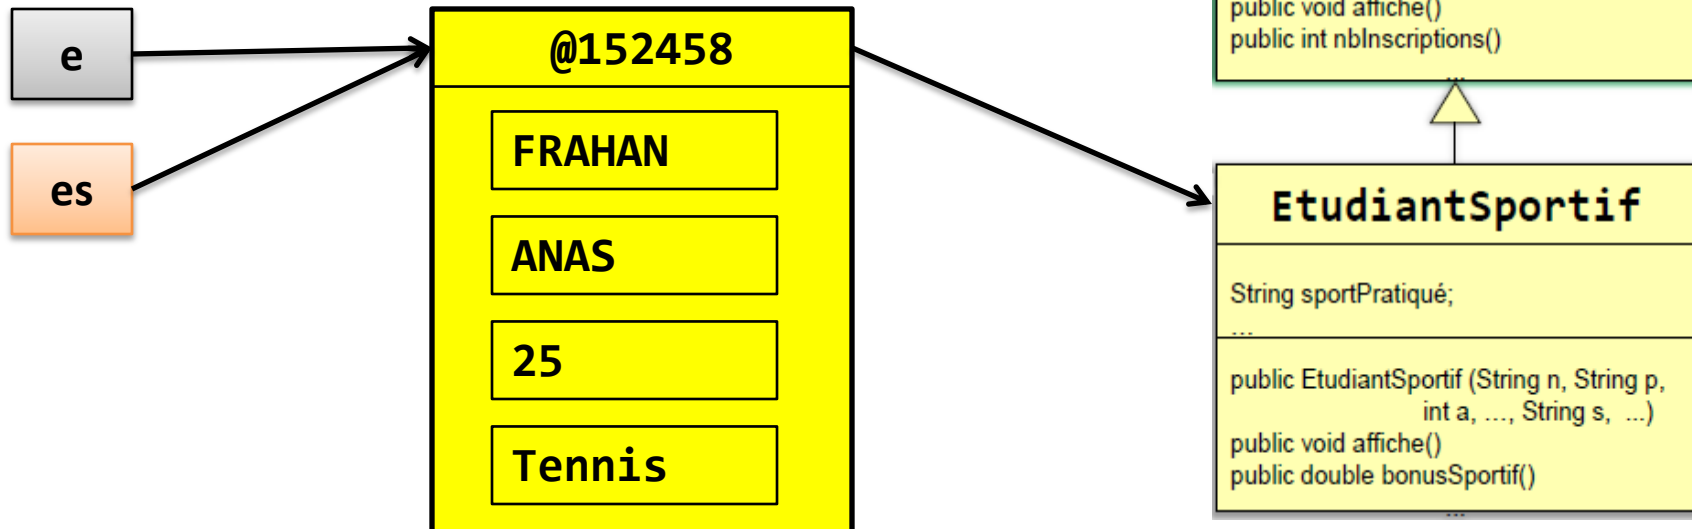 e
es
@152458
FRAHAN
ANAS
25
Tennis
public void affiche()
public int nbInscriptions()
...
EtudiantSportif
String sportPratiqué;
...
public EtudiantSportif (String n, String p,
int a, ..., String s, ...)
public void affiche()
public double bonusSportif()
...